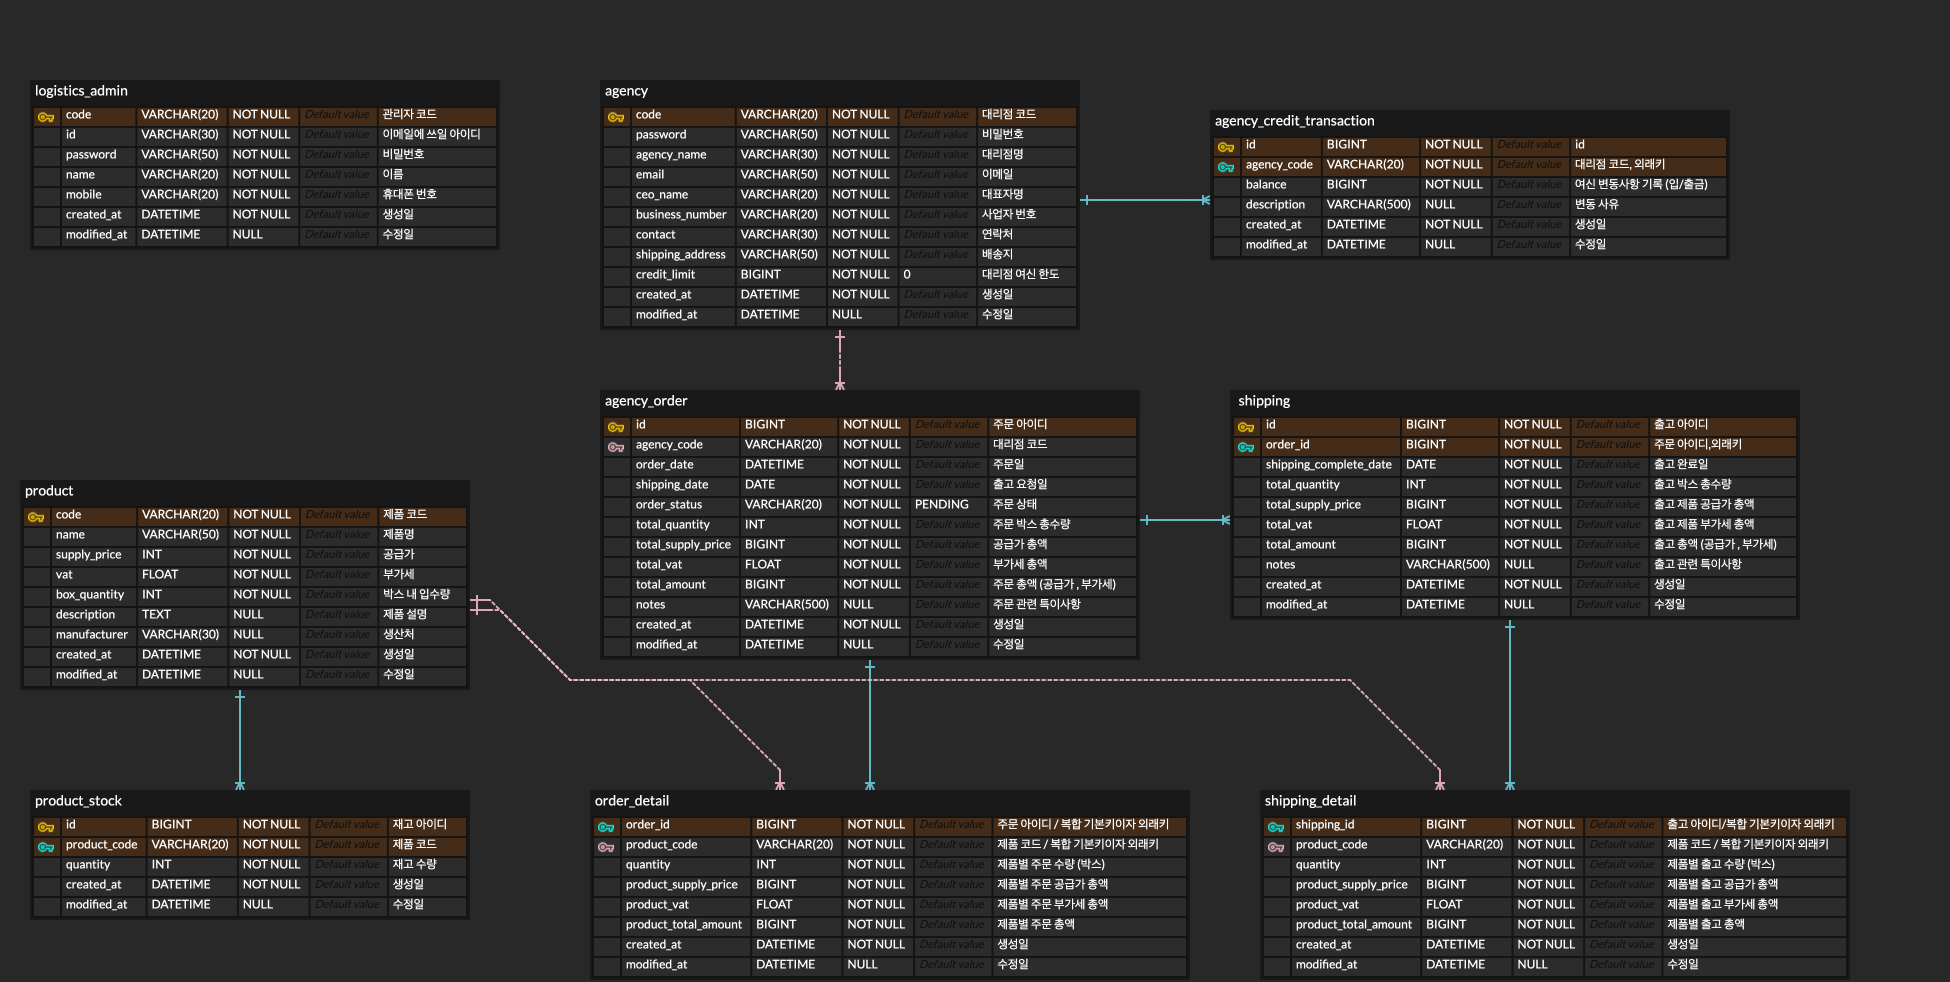 logistics_admin
code VARCHAR(20) NOT NULL Default value 관리자 코드
id VARCHAR(30) NOT NULL Default value 이메일에 쓰일 아이디
password VARCHAR(50) NOT NULL Default value 비밀번호
name VARCHAR(20) NOT NULL Default value 이름
mobile VARCHAR(20) NOT NULL Default value 휴대폰 번호
created_at DATETIME NOT NULL Default value 생성일
modified_at DATETIME NULL Default value 수정일
agency
code VARCHAR(20) NOT NULL Default value 대리점 코드
password VARCHAR(50) NOT NULL Default value 비밀번호
agency_name VARCHAR(30) NOT NULL Default value 대리점명
email VARCHAR(50) NOT NULL Default value 이메일
ceo_name VARCHAR(20) NOT NULL Default value 대표자명
business_number VARCHAR(20) NOT NULL Default value 사업자 번호
contact VARCHAR(30) NOT NULL Default value 연락처
shipping_address VARCHAR(50) NOT NULL Default value 배송지
credit_limit BIGINT NOT NULL 0 대리점 여신 한도
created_at DATETIME NOT NULL Default value 생성일
modified_at DATETIME NULL Default value 수정일
agency_credit_transaction
id BIGINT NOT NULL Default value id
agency_code VARCHAR(20) NOT NULL Default value 대리점 코드, 외래키
balance BIGINT NOT NULL Default value 여신 변동사항 기록 (입/출금)
description VARCHAR(500) NULL Default value 변동 사유
created_at DATETIME NOT NULL Default value 생성일
modified_at DATETIME NULL Default value 수정일
agency_order
id BIGINT NOT NULL Default value 주문 아이디
agency_code VARCHAR(20) NOT NULL Default value 대리점 코드
order_date DATETIME NOT NULL Default value 주문일
shipping_date DATE NOT NULL Default value 출고 요청일
order_status VARCHAR(20) NOT NULL PENDING 주문 상태
total_quantity INT NOT NULL Default value 주문 박스 총수량
total_supply_price BIGINT NOT NULL Default value 공급가 총액
total_vat FLOAT NOT NULL Default value 부가세 총액
total_amount BIGINT NOT NULL Default value 주문 총액 (공급가 , 부가세)
notes VARCHAR(500) NULL Default value 주문 관련 특이사항
created_at DATETIME NOT NULL Default value 생성일
modified_at DATETIME NULL Default value 수정일
shipping
id BIGINT NOT NULL Default value 출고 아이디
order_id BIGINT NOT NULL Default value 주문 아이디,외래키
shipping_complete_date DATE NOT NULL Default value 출고 완료일
total_quantity INT NOT NULL Default value 출고 박스 총수량
total_supply_price BIGINT NOT NULL Default value 출고 제품 공급가 총액
total_vat FLOAT NOT NULL Default value 출고 제품 부가세 총액
total_amount BIGINT NOT NULL Default value 출고 총액 (공급가 , 부가세)
notes VARCHAR(500) NULL Default value 출고 관련 특이사항
created_at DATETIME NOT NULL Default value 생성일
modified_at DATETIME NULL Default value 수정일
product
code VARCHAR(20) NOT NULL Default value 제품 코드
name VARCHAR(50) NOT NULL Default value 제품명
supply_price INT NOT NULL Default value 공급가
vat FLOAT NOT NULL Default value 부가세
box_quantity INT NOT NULL Default value 박스 내 입수량
description TEXT NULL Default value 제품 설명
manufacturer VARCHAR(30) NULL Default value 생산처
created_at DATETIME NOT NULL Default value 생성일
modified_at DATETIME NULL Default value 수정일
product_stock
id BIGINT NOT NULL Default value 재고 아이디
product_code VARCHAR(20) NOT NULL Default value 제품 코드
quantity INT NOT NULL Default value 재고 수량
created_at DATETIME NOT NULL Default value 생성일
modified_at DATETIME NULL Default value 수정일
order_detail
order_id BIGINT NOT NULL Default value 주문 아이디 / 복합 기본키이자 외래키
product_code VARCHAR(20) NOT NULL Default value 제품 코드 / 복합 기본키이자 외래키
quantity INT NOT NULL Default value 제품별 주문 수량 (박스)
product_supply_price BIGINT NOT NULL Default value 제품별 주문 공급가 총액
product_vat FLOAT NOT NULL Default value 제품별 주문 부가세 총액
product_total_amount BIGINT NOT NULL Default value 제품별 주문 총액
created_at DATETIME NOT NULL Default value 생성일
modified_at DATETIME NULL Default value 수정일
shipping_detail
shipping_id BIGINT NOT NULL Default value 출고 아이디/복합 기본키이자 외래키
product_code VARCHAR(20) NOT NULL Default value 제품 코드 / 복합 기본키이자 외래키
quantity INT NOT NULL Default value 제품별 출고 수량 (박스)
product_supply_price BIGINT NOT NULL Default value 제품별 출고 공급가 총액
product_vat FLOAT NOT NULL Default value 제품별 출고 부가세 총액
product_total_amount BIGINT NOT NULL Default value 제품별 출고 총액
created_at DATETIME NOT NULL Default value 생성일
modified_at DATETIME NULL Default value 수정일